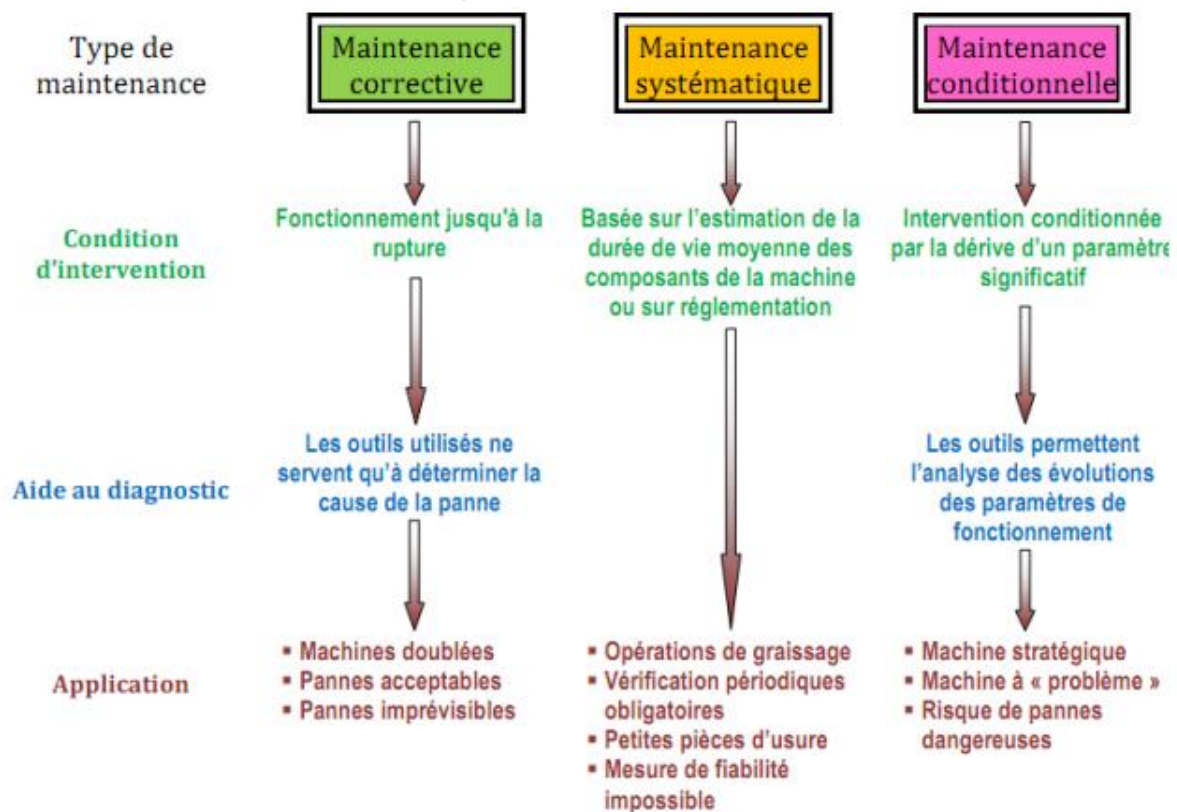 Type de
maintenance
Maintenance
corrective
Maintenance
systématique
Maintenance
conditionnelle
Condition
d'intervention
Fonctionnement jusqu'à la
rupture
Basée sur l'estimation de la
durée de vie moyenne des
composants de la machine
ou sur réglementation
Intervention conditionnée
par la dérive d'un paramètre
significatif
Aide au diagnostic
Les outils utilisés ne
servent qu'à déterminer la
cause de la panne
Les outils permettent
l'analyse des évolutions
des paramètres de
fonctionnement
Application
▪ Machines doublées
▪ Pannes acceptables
▪ Pannes imprévisibles
▪ Opérations de graissage
▪ Vérification périodiques
obligatoires
▪ Petites pièces d'usure
▪ Mesure de fiabilité
impossible
▪ Machine stratégique
▪ Machine à « problème »
▪ Risque de pannes
dangereuses